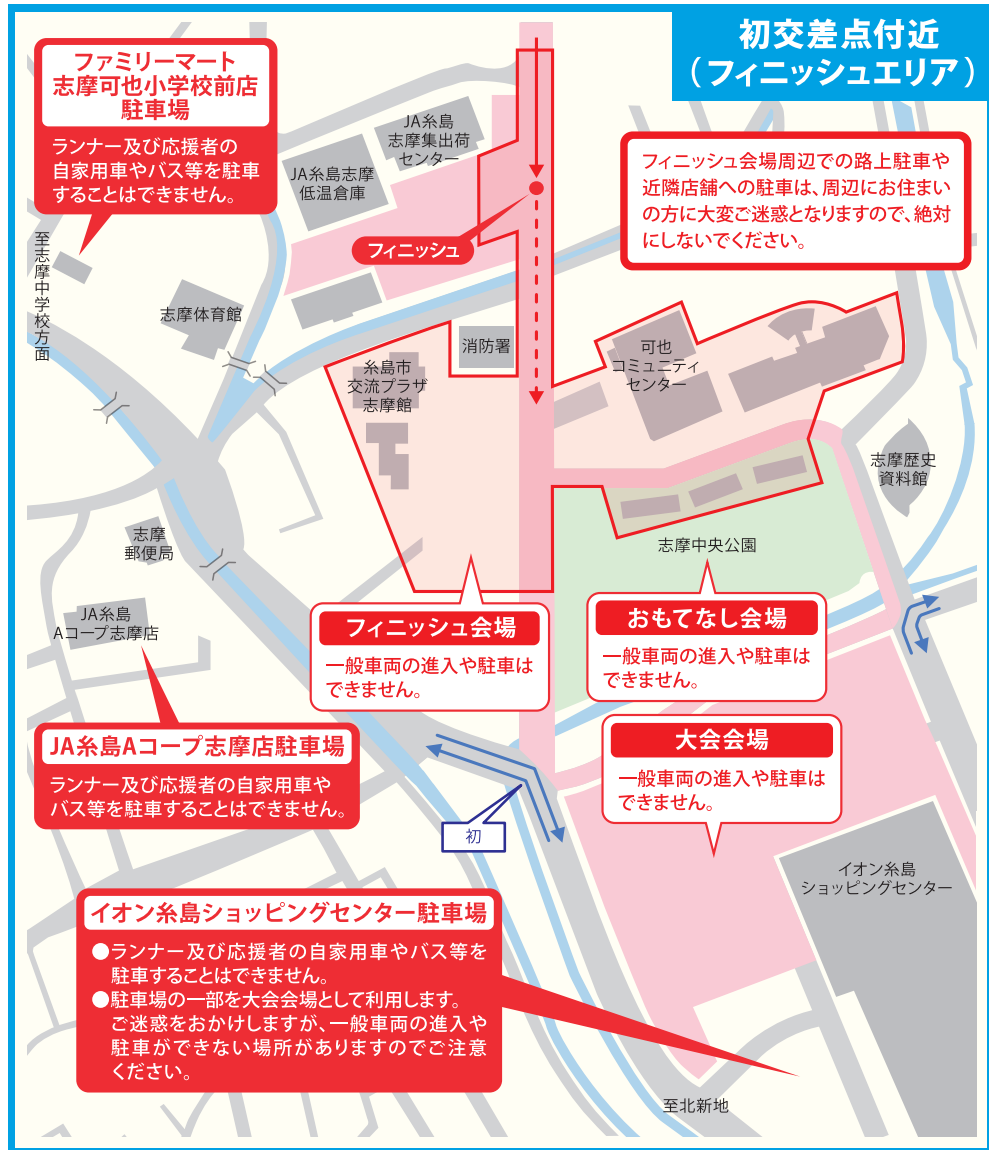 初交差点付近
（フィニッシュエリア）
ファミリーマート
志摩可也小学校前店
駐車場
ランナー及び応援者の
自家用車やバス等を駐車
することはできません。
JA糸島
志摩集出荷
センター
JA糸島志摩
低温倉庫
フィニッシュ会場周辺での路上駐車や
近隣店舗への駐車は、周辺にお住まい
の方に大変ご迷惑となりますので、絶対
にしないでください。
フィニッシュ
至志摩中学校方面
志摩体育館
消防署
糸島市
交流プラザ
志摩館
可也
コミュニティ
センター
志摩歴史
資料館
志摩
郵便局
志摩中央公園
JA糸島
Aコープ志摩店
フィニッシュ会場
一般車両の進入や駐車は
できません。
おもてなし会場
一般車両の進入や駐車は
できません。
JA糸島Aコープ志摩店駐車場
ランナー及び応援者の自家用車や
バス等を駐車することはできません。
大会会場
一般車両の進入や駐車は
できません。
初
イオン糸島
ショッピングセンター
イオン糸島ショッピングセンター駐車場
●ランナー及び応援者の自家用車やバス等を
駐車することはできません。
●駐車場の一部を大会会場として利用します。
ご迷惑をおかけしますが、一般車両の進入や
駐車ができない場所がありますのでご注意
ください。
至北新地